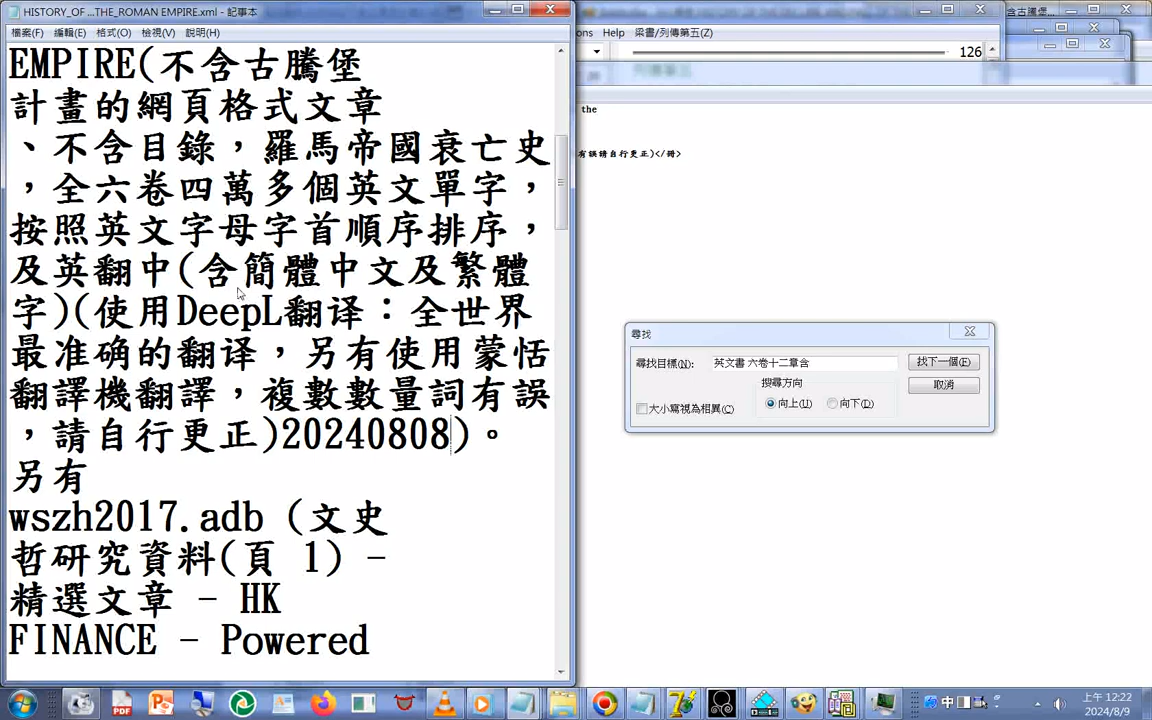 HISTORY_OF ...THE_ROMAN EMPIRE.xml - 記事本
檔案(F) 編輯(E) 格式(O) 檢視(V) 說明(H)
EMPIRE(不含古騰堡
計畫的網頁格式文章
、不含目錄，羅馬帝國衰亡史
，全六卷四萬多個英文單字，
按照英文字母字首順序排序，
及英翻中(含簡體中文及繁體
字)(使用DeepL翻译：全世界
最准确的翻译，另有使用蒙恬
翻譯機翻譯，複數數量詞有誤
，請自行更正)20240808)。
另有
wszh2017.adb (文史
哲研究資料(頁 1) -
精選文章 - HK
FINANCE - Powered
含古騰堡...
ons Help 梁書/列傳第五(Z)
126
the
有誤請自行更正)</冊>
尋找
尋找目標(N): 英文書 六卷十二章含
找下一個(F)
搜尋方向
取消
大小寫視為相異(C)
向上(U) 向下(D)
中
上午 12:22
2024/8/9